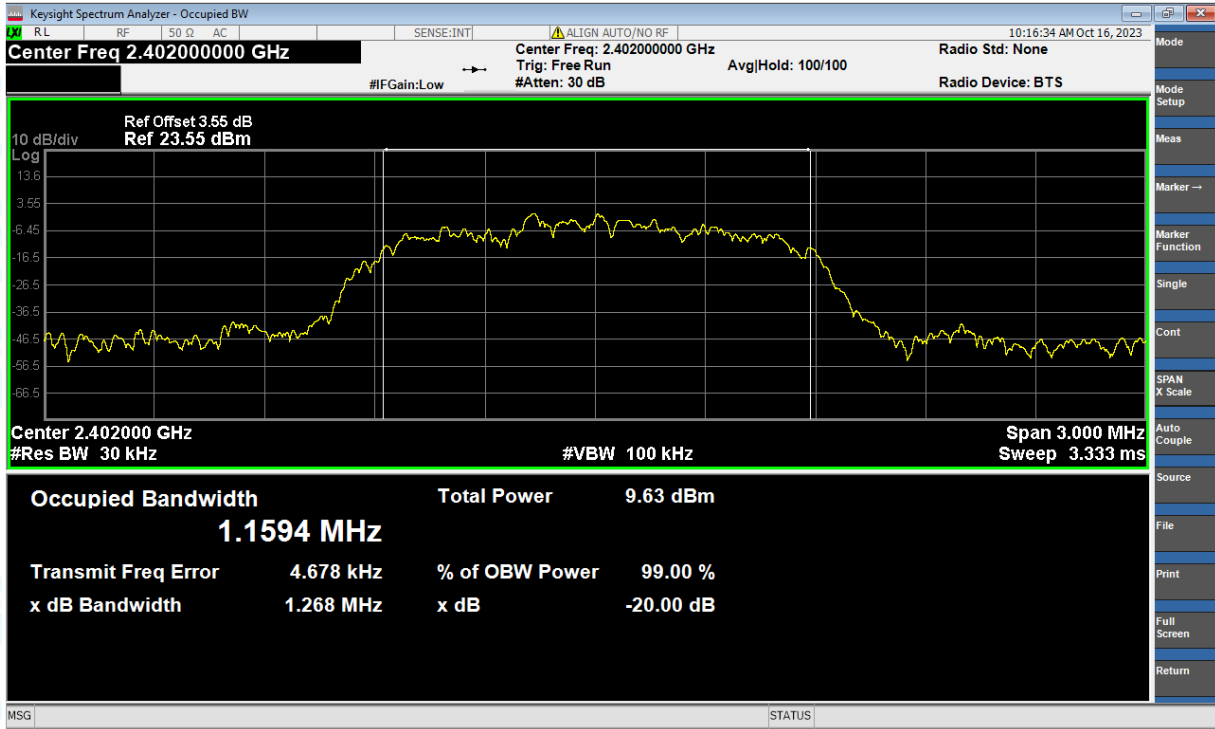 Keysight Spectrum Analyzer - Occupied BW
LXI RL RF 50 Ω AC SENSE:INT ALIGN AUTO/NO RF 10:16:34 AM Oct 16, 2023
Center Freq 2.402000000 GHz
Center Freq: 2.402000000 GHz
Radio Std: None
Trig: Free Run
Avg|Hold: 100/100
#IFGain:Low
#Atten: 30 dB
Radio Device: BTS
Ref Offset 3.55 dB
10 dB/div Ref 23.55 dBm
Log
13.6
3.55
-6.45
-16.5
-26.5
-36.5
-46.5
-56.5
-66.5
Center 2.402000 GHz Span 3.000 MHz
#Res BW 30 kHz #VBW 100 kHz Sweep 3.333 ms
Occupied Bandwidth Total Power 9.63 dBm
1.1594 MHz
Transmit Freq Error 4.678 kHz % of OBW Power 99.00 %
x dB Bandwidth 1.268 MHz x dB -20.00 dB
MSG STATUS
Mode
Mode
Setup
Meas
Marker →
Marker
Function
Single
Cont
SPAN
X Scale
Auto
Couple
Source
File
Print
Full
Screen
Return